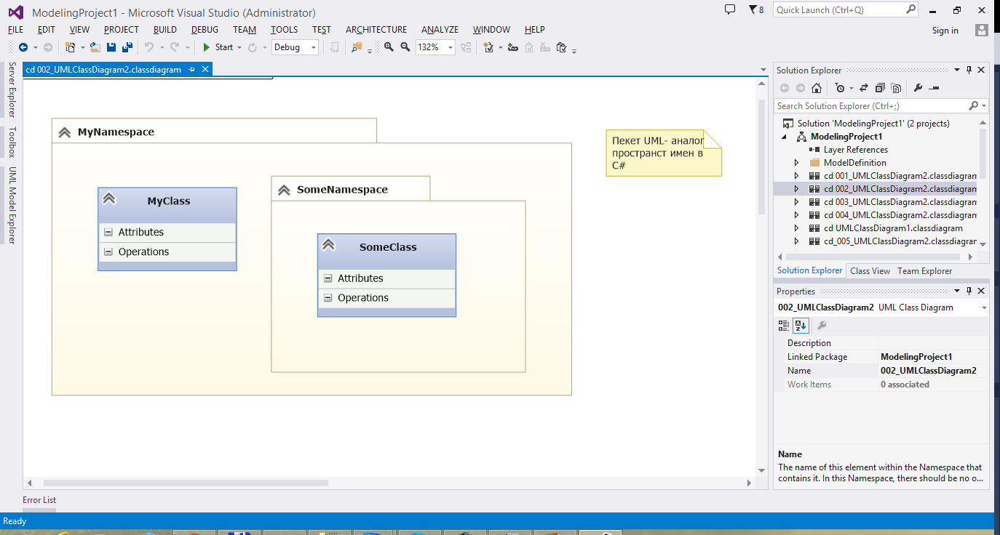 ModelingProject1 - Microsoft Visual Studio (Administrator)
8
Quick Launch (Ctrl+Q)
FILE EDIT VIEW PROJECT BUILD DEBUG TEAM TOOLS TEST ARCHITECTURE ANALYZE WINDOW HELP
Sign in
Start
Debug
132%
Server Explorer
Toolbox
UML Model Explorer
cd 002_UMLClassDiagram2.classdiagram
MyNamespace
MyClass
Attributes
Operations
SomeNamespace
SomeClass
Attributes
Operations
Пекет UML- аналог
пространст имен в
C#
Solution Explorer
Search Solution Explorer (Ctrl+;)
Solution 'ModelingProject1' (2 projects)
ModelingProject1
Layer References
ModelDefinition
cd 001_UMLClassDiagram2.classdiagram
cd 002_UMLClassDiagram2.classdiagram
cd 003_UMLClassDiagram2.classdiagram
cd 004_UMLClassDiagram2.classdiagram
cd UMLClassDiagram1.classdiagram
cd_005_UMLClassDiagram2.classdiagram
Solution Explorer Class View Team Explorer
Properties
002_UMLClassDiagram2 UML Class Diagram
Description
Linked Package ModelingProject1
Name 002_UMLClassDiagram2
Work Items 0 associated
Name
The name of this element within the Namespace that
contains it. In this Namespace, there should be no o...
Error List
Ready